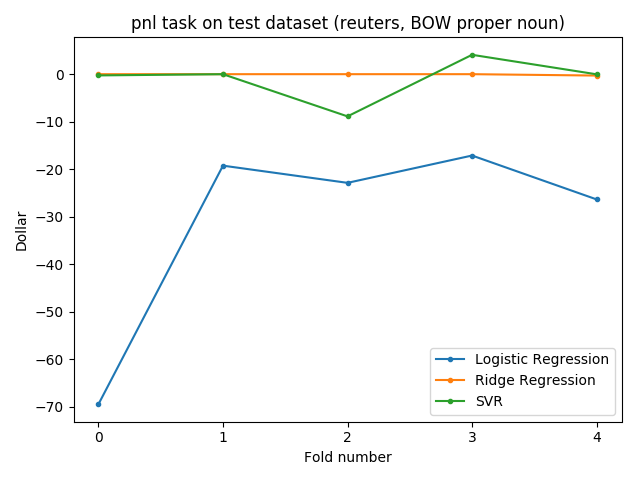 pnl task on test dataset (reuters, BOW proper noun)
0
−10
−20
−30
−40
−50
−60
−70
Dollar
Logistic Regression
Ridge Regression
SVR
0 1 2 3 4
Fold number